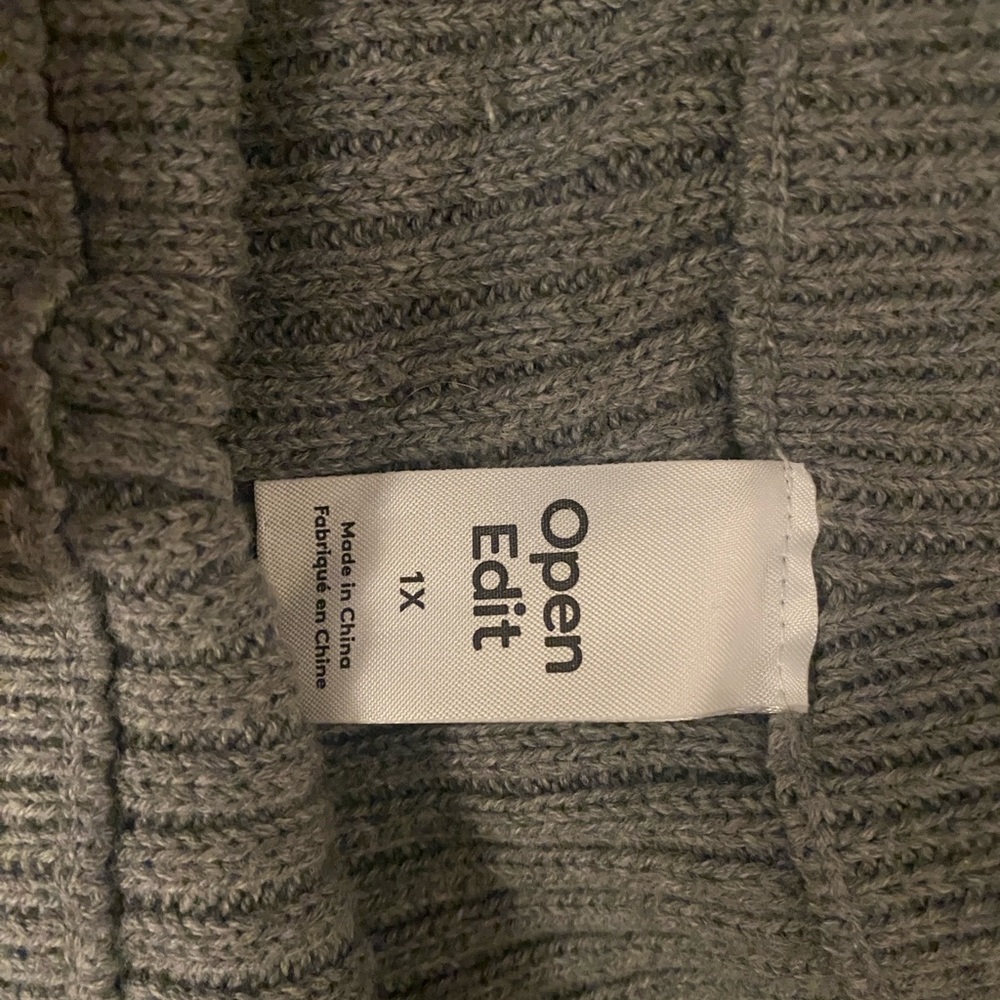 Open
Edit
1X
Made in China
Fabriqué en Chine